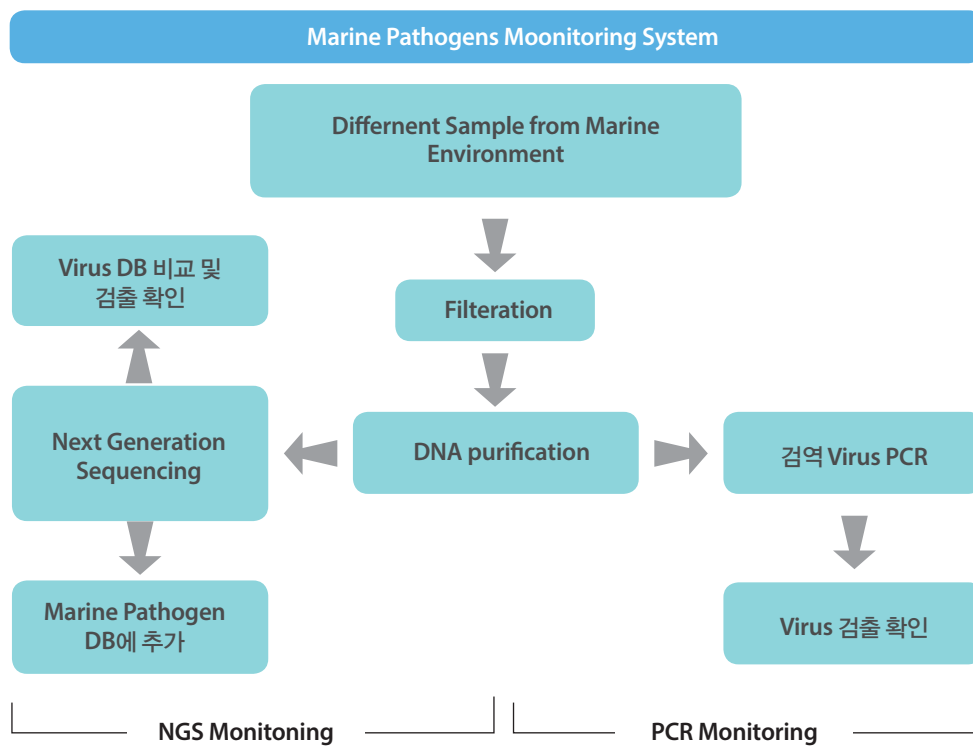 Marine Pathogens Moonitoring System
Differnent Sample from Marine
Environment
Virus DB 비교 및
검출 확인
Filteration
Next Generation
Sequencing
DNA purification
검역 Virus PCR
Marine Pathogen
DB에 추가
Virus 검출 확인
NGS Monitoning
PCR Monitoring